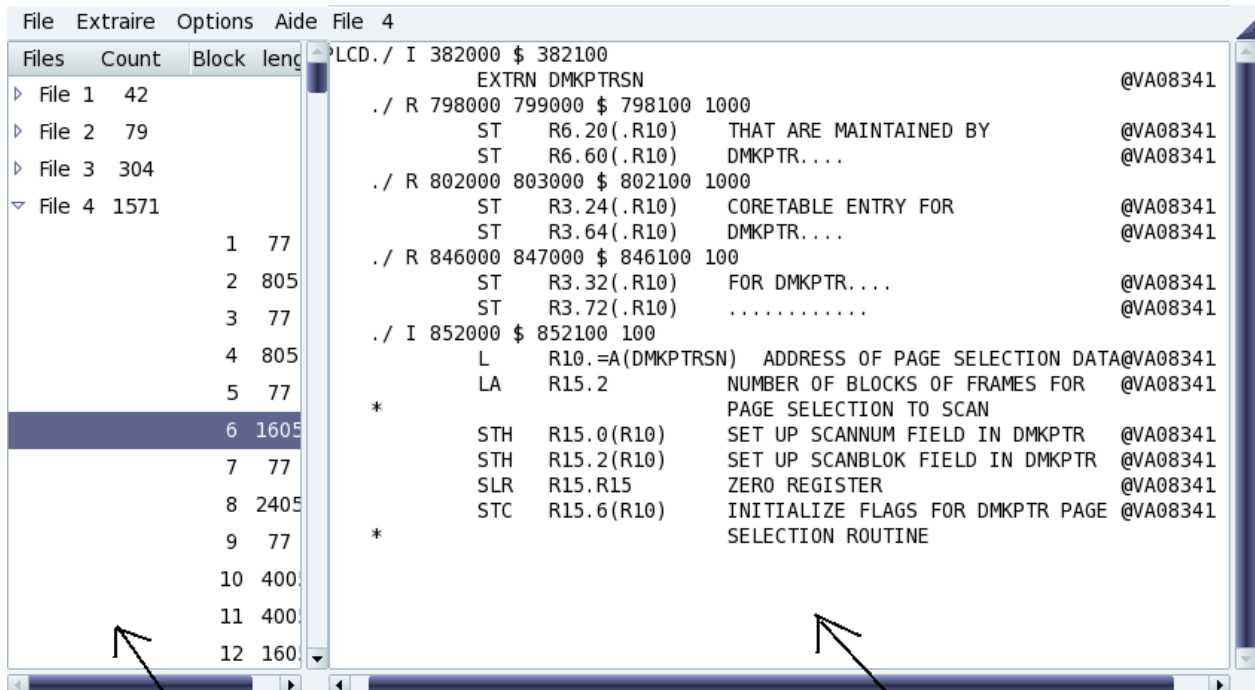 File Extraire Options Aide File 4
Files Count Block leng
File 1 42
File 2 79
File 3 304
File 4 1571
1 77
2 805
3 77
4 805
5 77
6 1605
7 77
8 2405
9 77
10 400
11 400
12 160
PLCD./ I 382000 $ 382100
EXTRN DMKPTRSN @VA08341
./ R 798000 799000 $ 798100 1000
ST R6.20(.R10) THAT ARE MAINTAINED BY @VA08341
ST R6.60(.R10) DMKPTR.... @VA08341
./ R 802000 803000 $ 802100 1000
ST R3.24(.R10) CORETABLE ENTRY FOR @VA08341
ST R3.64(.R10) DMKPTR.... @VA08341
./ R 846000 847000 $ 846100 100
ST R3.32(.R10) FOR DMKPTR.... @VA08341
ST R3.72(.R10) ............ @VA08341
./ I 852000 $ 852100 100
L R10.=A(DMKPTRSN) ADDRESS OF PAGE SELECTION DATA@VA08341
LA R15.2 NUMBER OF BLOCKS OF FRAMES FOR @VA08341
* PAGE SELECTION TO SCAN
STH R15.0(R10) SET UP SCANNUM FIELD IN DMKPTR @VA08341
STH R15.2(R10) SET UP SCANBLOK FIELD IN DMKPTR @VA08341
SLR R15.R15 ZERO REGISTER @VA08341
STC R15.6(R10) INITIALIZE FLAGS FOR DMKPTR PAGE @VA08341
* SELECTION ROUTINE